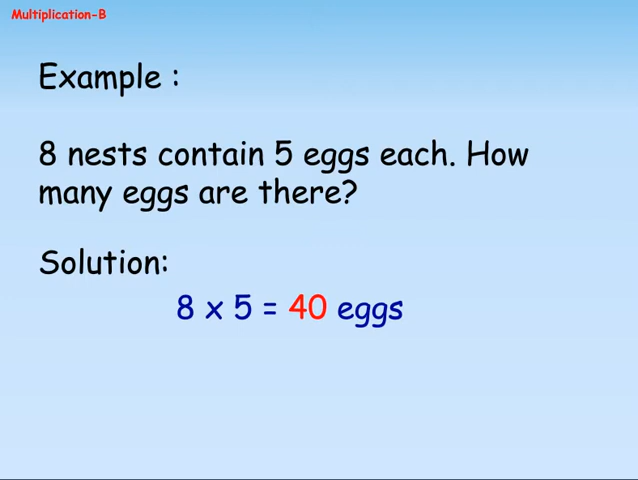 Multiplication-B
Example :
8 nests contain 5 eggs each. How
many eggs are there?
Solution:
8 x 5 = 40 eggs